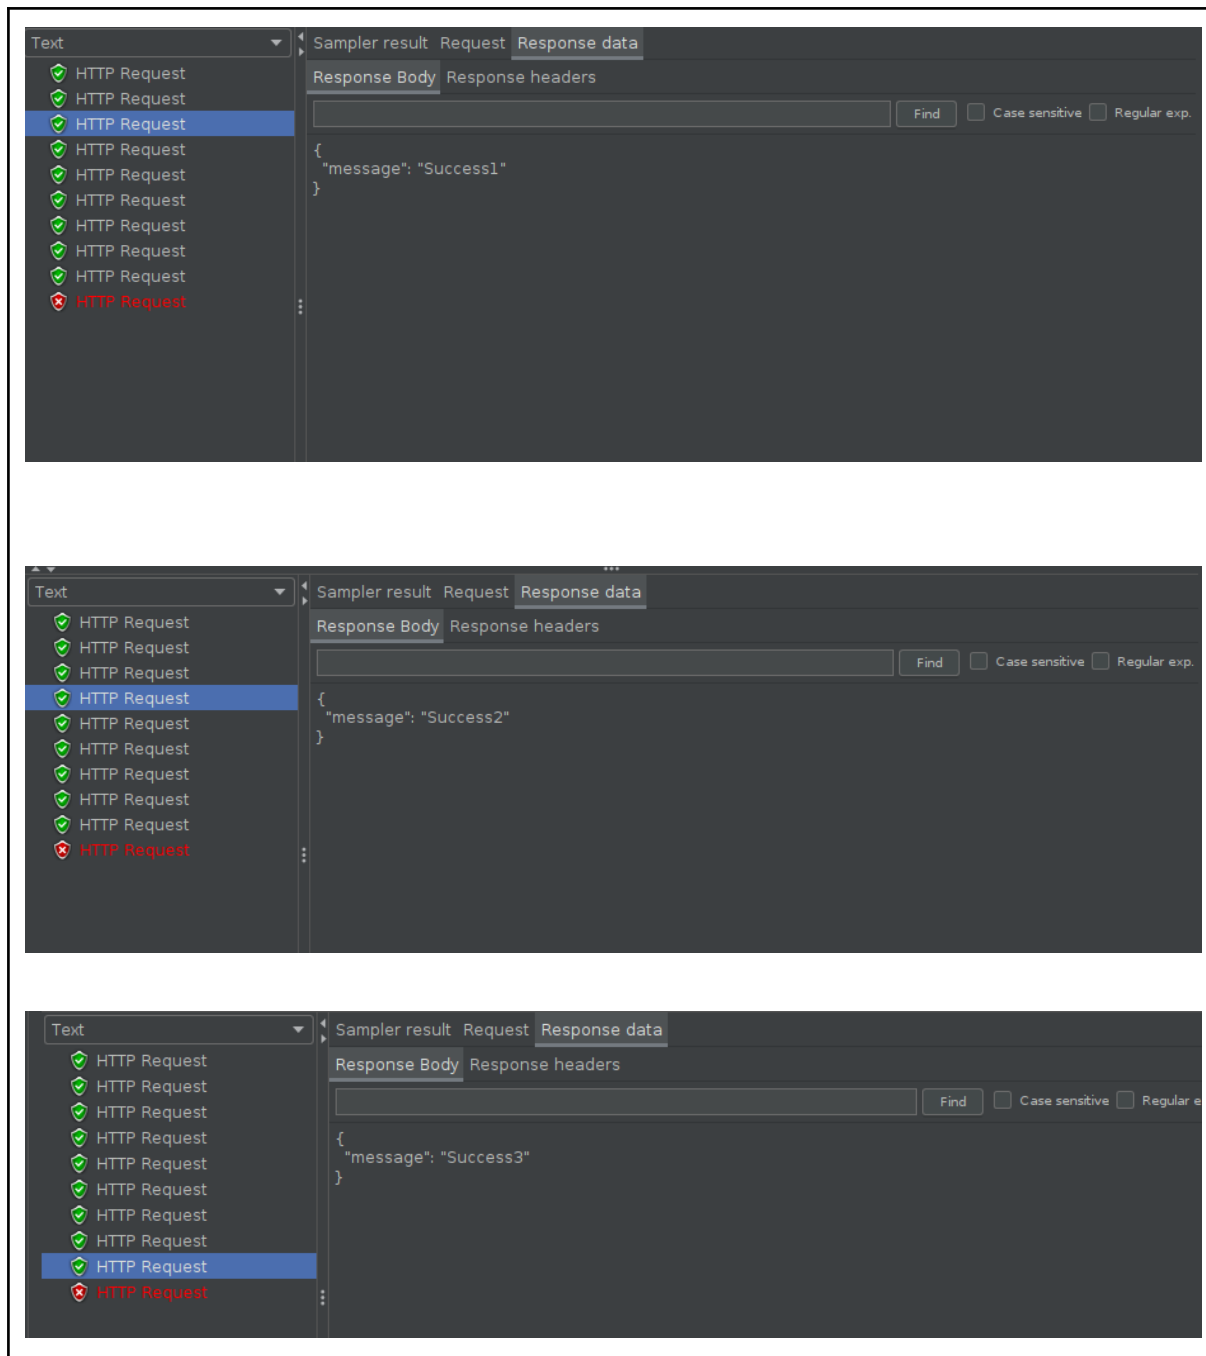 Text
Sampler result Request Response data
HTTP Request
Response Body Response headers
HTTP Request
Find Case sensitive Regular exp.
HTTP Request
HTTP Request
{
HTTP Request
"message": "Success1"
HTTP Request
}
HTTP Request
HTTP Request
HTTP Request
HTTP Request
Text
Sampler result Request Response data
HTTP Request
Response Body Response headers
HTTP Request
HTTP Request
Find Case sensitive Regular exp.
HTTP Request
{
HTTP Request
"message": "Success2"
HTTP Request
}
HTTP Request
HTTP Request
HTTP Request
HTTP Request
Text
Sampler result Request Response data
HTTP Request
Response Body Response headers
HTTP Request
HTTP Request
Find Case sensitive Regular e
HTTP Request
{
HTTP Request
"message": "Success3"
HTTP Request
}
HTTP Request
HTTP Request
HTTP Request
HTTP Request